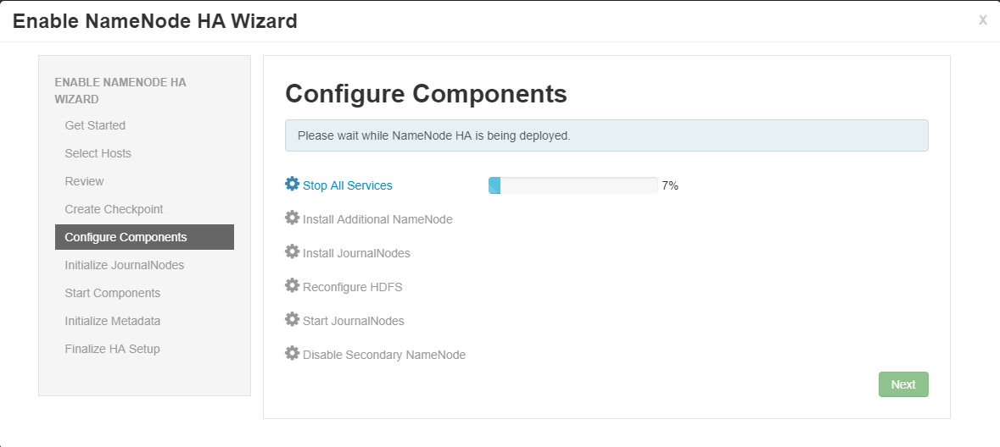 Enable NameNode HA Wizard
x
ENABLE NAMENODE HA
WIZARD
Get Started
Select Hosts
Review
Create Checkpoint
Configure Components
Initialize JournalNodes
Start Components
Initialize Metadata
Finalize HA Setup
Configure Components
Please wait while NameNode HA is being deployed.
Stop All Services 7%
Install Additional NameNode
Install JournalNodes
Reconfigure HDFS
Start JournalNodes
Disable Secondary NameNode
Next